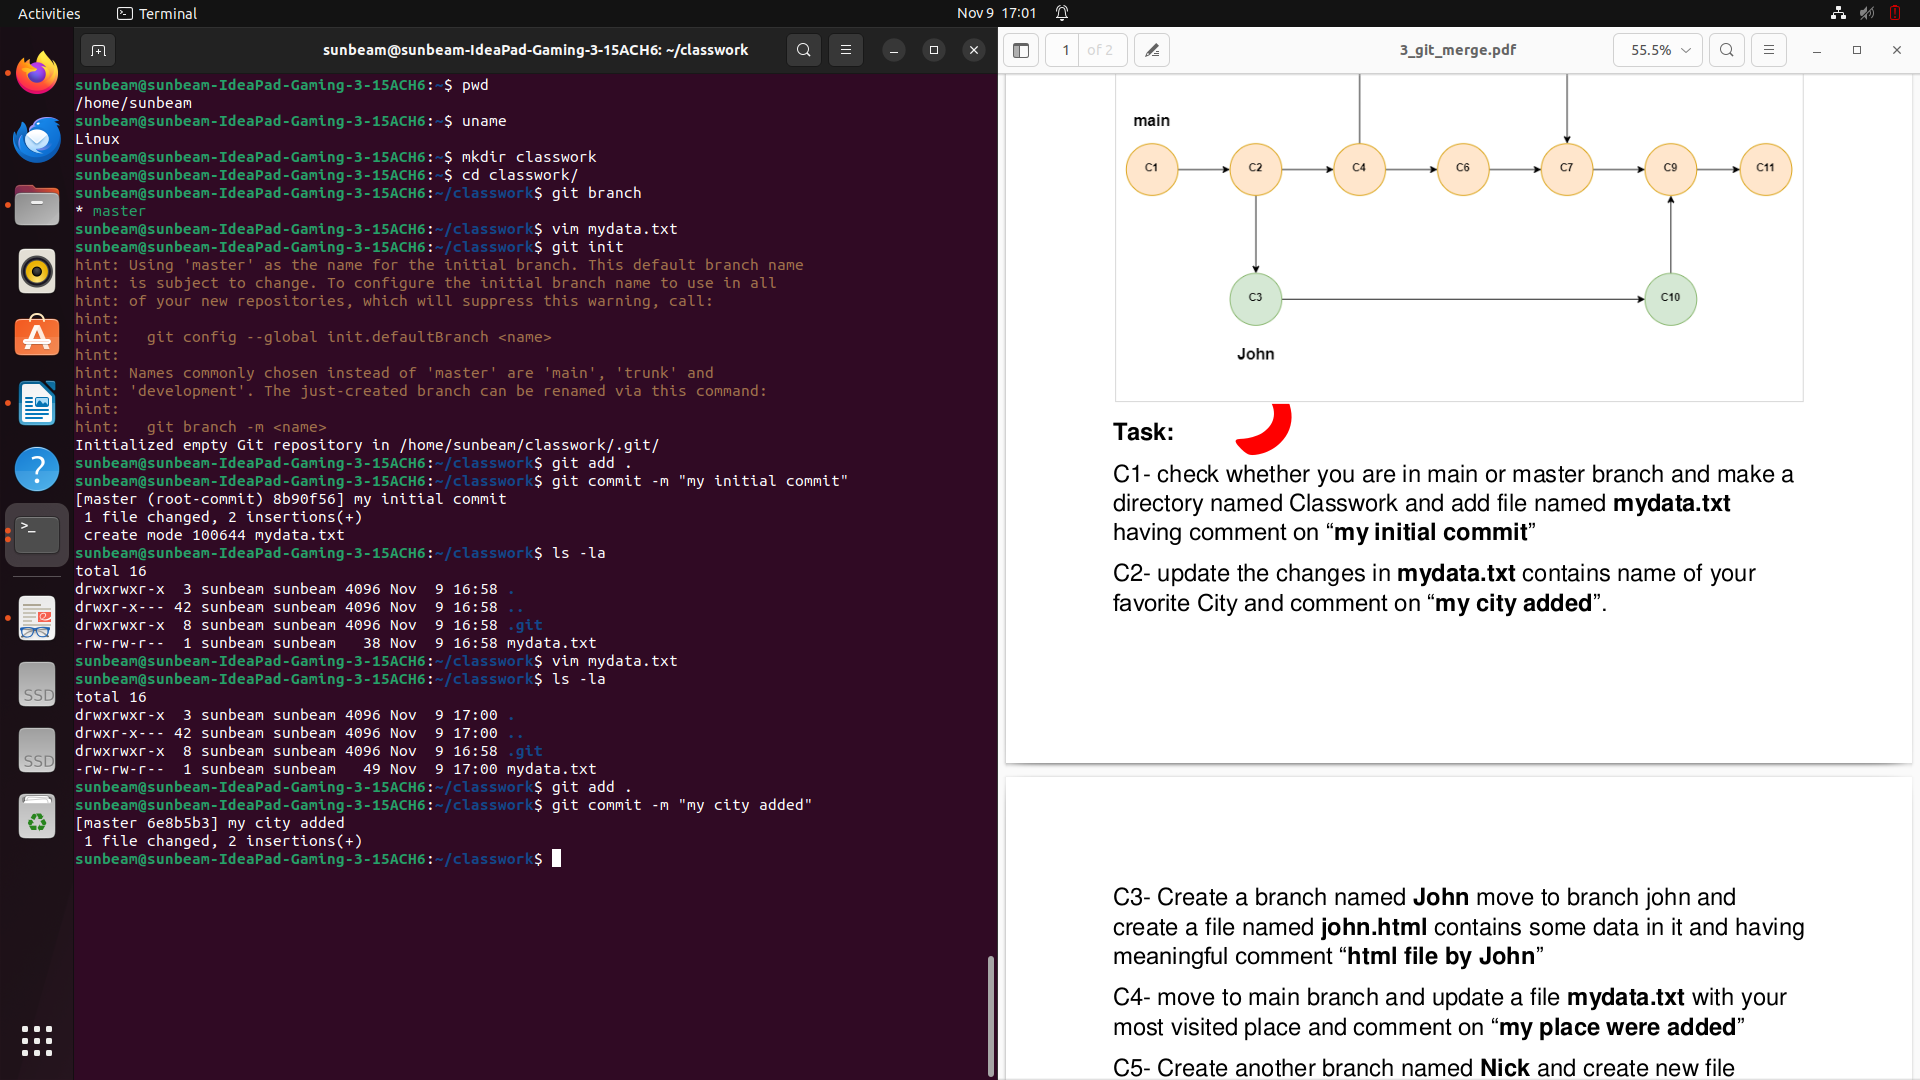 Activities
Terminal
Nov 9 17:01
sunbeam@sunbeam-IdeaPad-Gaming-3-15ACH6: ~/classwork
sunbeam@sunbeam-IdeaPad-Gaming-3-15ACH6:~$ pwd
/home/sunbeam
sunbeam@sunbeam-IdeaPad-Gaming-3-15ACH6:~$ uname
Linux
sunbeam@sunbeam-IdeaPad-Gaming-3-15ACH6:~$ mkdir classwork
sunbeam@sunbeam-IdeaPad-Gaming-3-15ACH6:~$ cd classwork/
sunbeam@sunbeam-IdeaPad-Gaming-3-15ACH6:~/classwork$ git branch
* master
sunbeam@sunbeam-IdeaPad-Gaming-3-15ACH6:~/classwork$ vim mydata.txt
sunbeam@sunbeam-IdeaPad-Gaming-3-15ACH6:~/classwork$ git init
hint: Using 'master' as the name for the initial branch. This default branch name
hint: is subject to change. To configure the initial branch name to use in all
hint: of your new repositories, which will suppress this warning, call:
hint:
hint:   git config --global init.defaultBranch <name>
hint:
hint: Names commonly chosen instead of 'master' are 'main', 'trunk' and
hint: 'development'. The just-created branch can be renamed via this command:
hint:
hint:   git branch -m <name>
Initialized empty Git repository in /home/sunbeam/classwork/.git/
sunbeam@sunbeam-IdeaPad-Gaming-3-15ACH6:~/classwork$ git add .
sunbeam@sunbeam-IdeaPad-Gaming-3-15ACH6:~/classwork$ git commit -m "my initial commit"
[master (root-commit) 8b90f56] my initial commit
 1 file changed, 2 insertions(+)
 create mode 100644 mydata.txt
sunbeam@sunbeam-IdeaPad-Gaming-3-15ACH6:~/classwork$ ls -la
total 16
drwxrwxr-x  3 sunbeam sunbeam 4096 Nov  9 16:58 .
drwxr-x--- 42 sunbeam sunbeam 4096 Nov  9 16:58 ..
drwxrwxr-x  8 sunbeam sunbeam 4096 Nov  9 16:58 .git
-rw-rw-r--  1 sunbeam sunbeam   38 Nov  9 16:58 mydata.txt
sunbeam@sunbeam-IdeaPad-Gaming-3-15ACH6:~/classwork$ vim mydata.txt
sunbeam@sunbeam-IdeaPad-Gaming-3-15ACH6:~/classwork$ ls -la
total 16
drwxrwxr-x  3 sunbeam sunbeam 4096 Nov  9 17:00 .
drwxr-x--- 42 sunbeam sunbeam 4096 Nov  9 17:00 ..
drwxrwxr-x  8 sunbeam sunbeam 4096 Nov  9 16:58 .git
-rw-rw-r--  1 sunbeam sunbeam   49 Nov  9 17:00 mydata.txt
sunbeam@sunbeam-IdeaPad-Gaming-3-15ACH6:~/classwork$ git add .
sunbeam@sunbeam-IdeaPad-Gaming-3-15ACH6:~/classwork$ git commit -m "my city added"
[master 6e8b5b3] my city added
 1 file changed, 2 insertions(+)
sunbeam@sunbeam-IdeaPad-Gaming-3-15ACH6:~/classwork$
SSD
SSD
1 of 2
3_git_merge.pdf
55.5%
main
C1 C2 C4 C6 C7 C9 C11
C3 C10
John
Task:
C1- check whether you are in main or master branch and make a
directory named Classwork and add file named mydata.txt
having comment on “my initial commit”
C2- update the changes in mydata.txt contains name of your
favorite City and comment on “my city added”.
C3- Create a branch named John move to branch john and
create a file named john.html contains some data in it and having
meaningful comment “html file by John”
C4- move to main branch and update a file mydata.txt with your
most visited place and comment on “my place were added”
C5- Create another branch named Nick and create new file